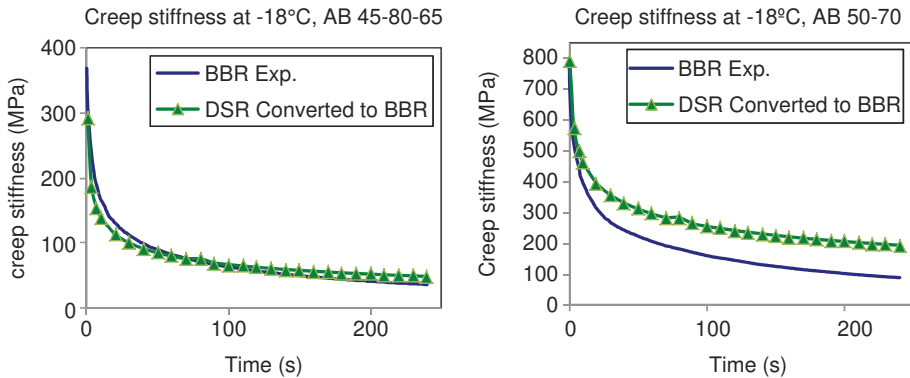 Creep stiffness at -18°C, AB 45-80-65
creep stiffness (MPa)
400
300
200
100
0
BBR Exp.
DSR Converted to BBR
0
100
200
Time (s)
Creep stiffness at -18ºC, AB 50-70
Creep stiffness (MPa)
800
700
600
500
400
300
200
100
0
BBR Exp.
DSR Converted to BBR
0
100
200
Time (s)